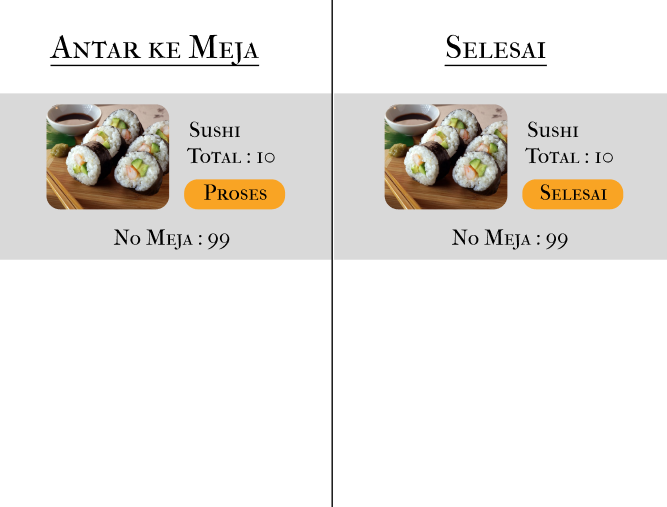 Antar ke Meja
Sushi
Total : 10
Proses
No Meja : 99
Selesai
Sushi
Total : 10
Selesai
No Meja : 99